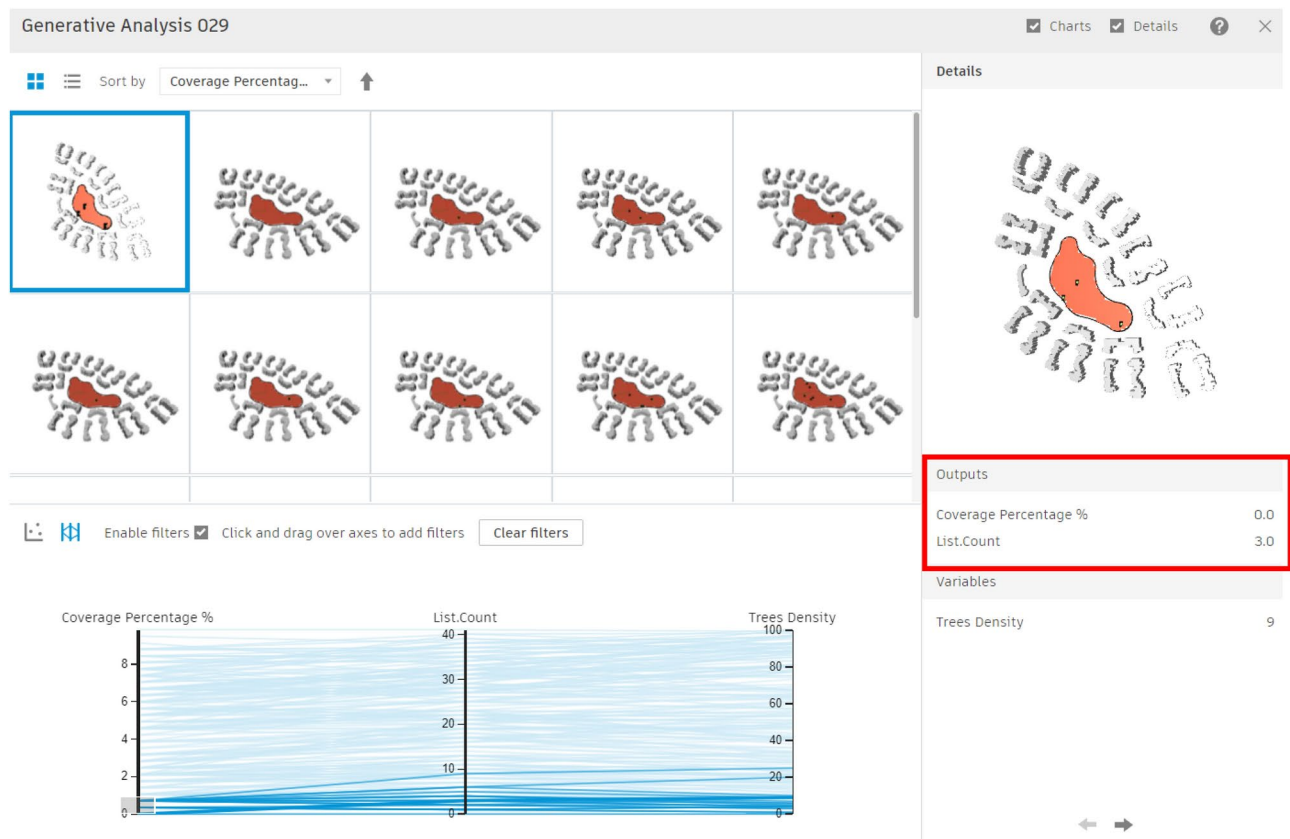 Generative Analysis 029
Charts Details
Sort by Coverage Percentag...
Details
Outputs
Coverage Percentage % 0.0
List.Count 3.0
Variables
Trees Density 9
Enable filters Click and drag over axes to add filters Clear filters
Coverage Percentage % List.Count Trees Density
8
6
4
2
0
40
30
20
10
0
100
80
60
40
20
0